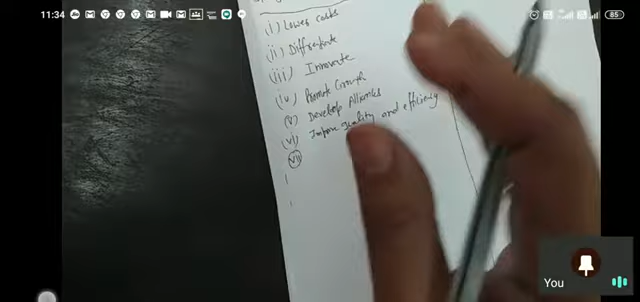 11:34
85
(i) Lower costs
(ii) Diffrentiate
(iii) Innovate
(iv) Promote Growth
(v) Develop Alliances
(vi) Improve Quality and efficiency
(vii)
You